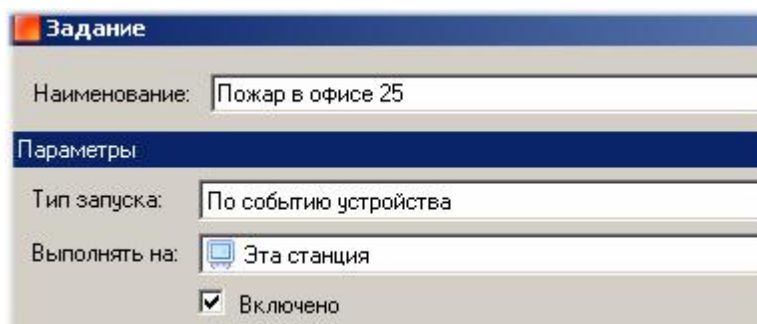 Задание
Наименование: Пожар в офисе 25
Параметры
Тип запуска: По событию устройства
Выполнять на: Эта станция
Включено